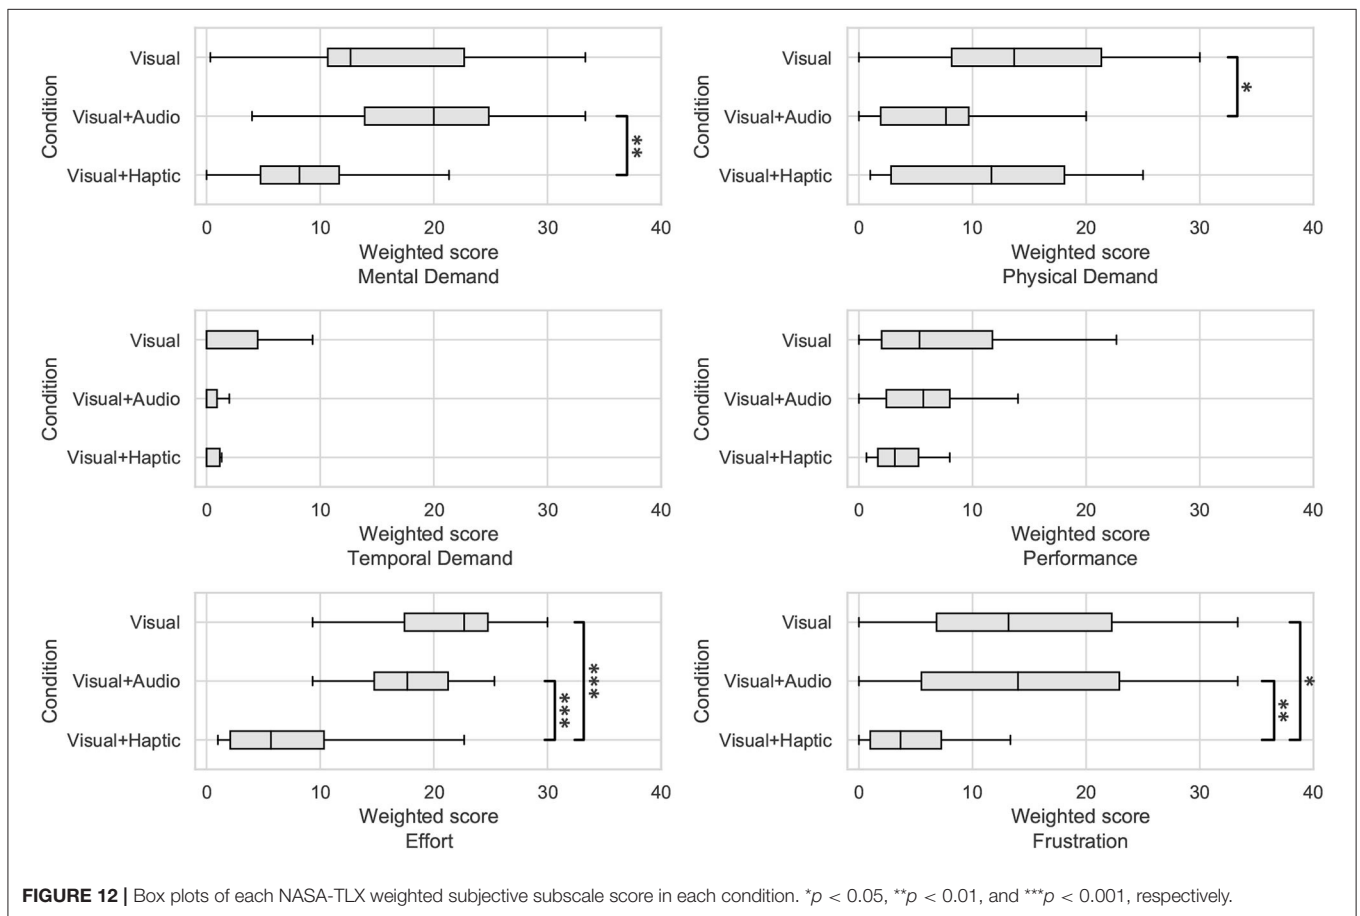 Condition
Visual
Visual+Audio
Visual+Haptic
**
0 10 20 30 40
Weighted score
Mental Demand
Condition
Visual
Visual+Audio
Visual+Haptic
*
0 10 20 30 40
Weighted score
Physical Demand
Condition
Visual
Visual+Audio
Visual+Haptic
0 10 20 30 40
Weighted score
Temporal Demand
Condition
Visual
Visual+Audio
Visual+Haptic
0 10 20 30 40
Weighted score
Performance
Condition
Visual
Visual+Audio
Visual+Haptic
***
***
0 10 20 30 40
Weighted score
Effort
Condition
Visual
Visual+Audio
Visual+Haptic
**
*
0 10 20 30 40
Weighted score
Frustration
FIGURE 12 | Box plots of each NASA-TLX weighted subjective subscale score in each condition. *p < 0.05, **p < 0.01, and ***p < 0.001, respectively.